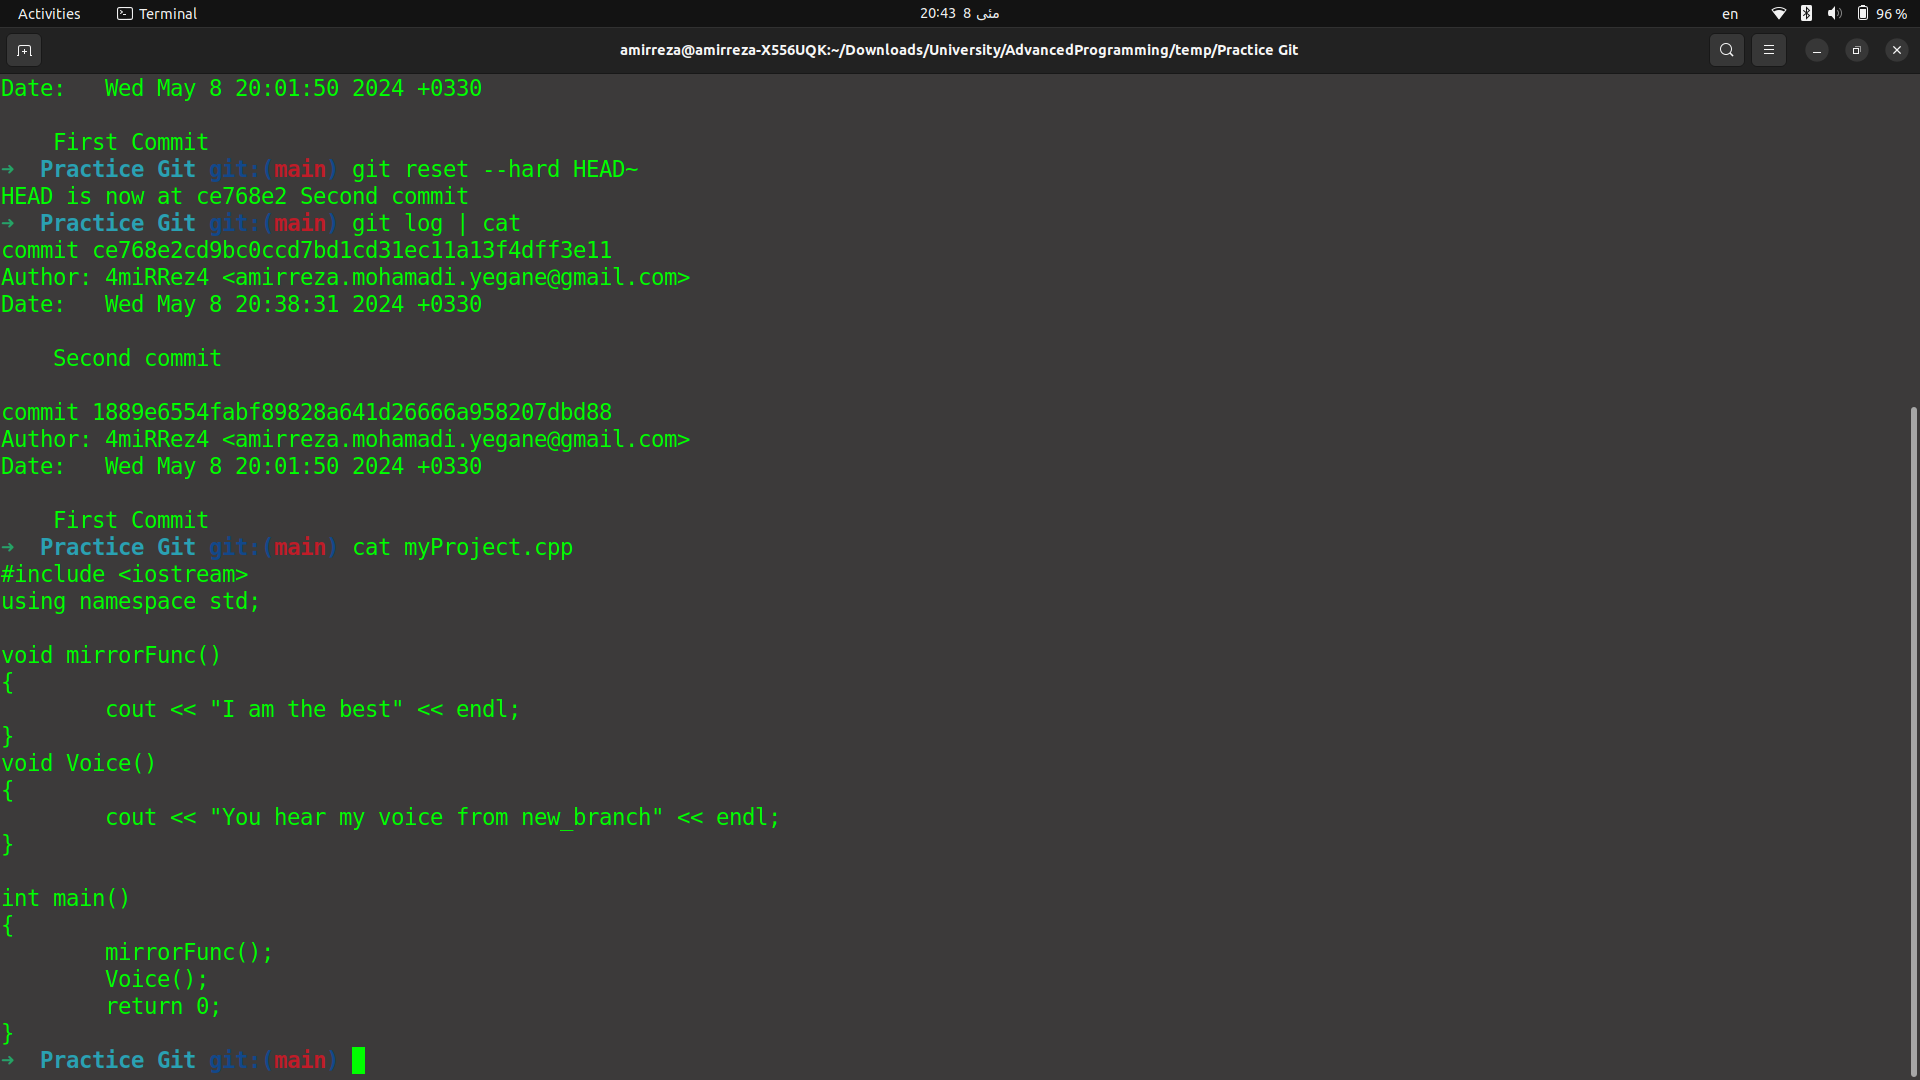 Activities
Terminal
20:43 8 مئی
en
96 %
amirreza@amirreza-X556UQK:~/Downloads/University/AdvancedProgramming/temp/Practice Git
Date:   Wed May 8 20:01:50 2024 +0330
    First Commit
➜  Practice Git git:(main) git reset --hard HEAD~
HEAD is now at ce768e2 Second commit
➜  Practice Git git:(main) git log | cat
commit ce768e2cd9bc0ccd7bd1cd31ec11a13f4dff3e11
Author: 4miRRez4 <amirreza.mohamadi.yegane@gmail.com>
Date:   Wed May 8 20:38:31 2024 +0330
    Second commit
commit 1889e6554fabf89828a641d26666a958207dbd88
Author: 4miRRez4 <amirreza.mohamadi.yegane@gmail.com>
Date:   Wed May 8 20:01:50 2024 +0330
    First Commit
➜  Practice Git git:(main) cat myProject.cpp
#include <iostream>
using namespace std;
void mirrorFunc()
{
        cout << "I am the best" << endl;
}
void Voice()
{
        cout << "You hear my voice from new_branch" << endl;
}
int main()
{
        mirrorFunc();
        Voice();
        return 0;
}
➜  Practice Git git:(main)